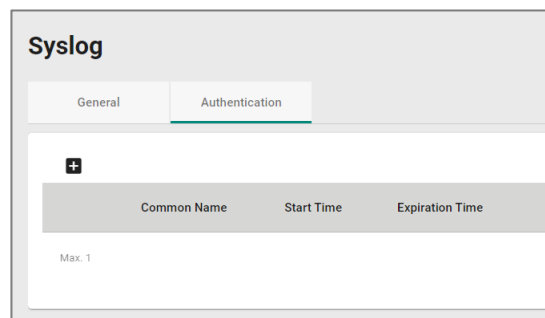 Syslog
General Authentication
Common Name Start Time Expiration Time
Max. 1